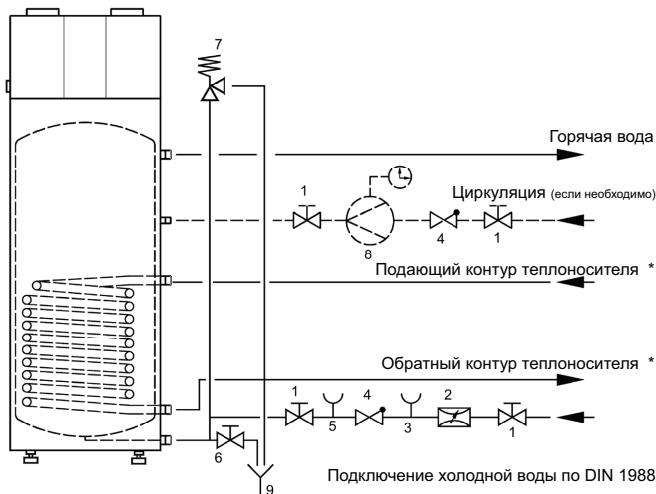 7
Горячая вода
1
Циркуляция (если необходимо)
8
4
1
Подающий контур теплоносителя *
Обратный контур теплоносителя *
1
5
4
3
2
1
6
9
Подключение холодной воды по DIN 1988